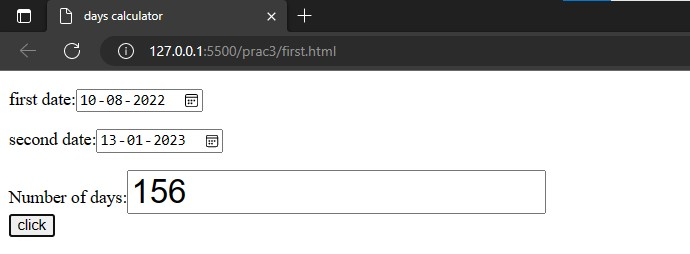 days calculator
127.0.0.1:5500/prac3/first.html
first date: 10-08-2022
second date: 13-01-2023
Number of days: 156
click